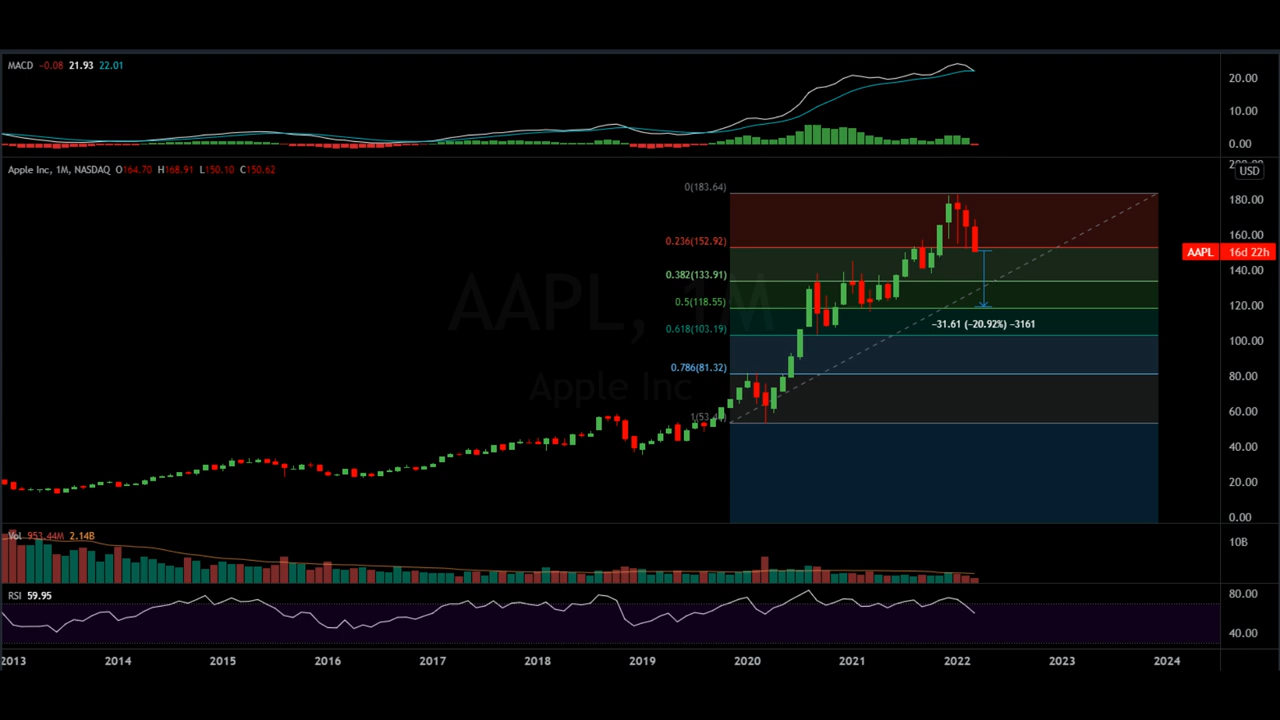 MACD −0.08 21.93 22.01
20.00
10.00
0.00
Apple Inc, 1M, NASDAQ O164.70 H168.91 L150.10 C150.62
USD
180.00
160.00
140.00
120.00
100.00
80.00
60.00
40.00
20.00
0.00
AAPL 16d 22h
0(183.64)
0.236(152.92)
0.382(133.91)
0.5(118.55)
0.618(103.19)
0.786(81.32)
−31.61 (−20.92%) −3161
AAPL, 1M
Apple Inc
Vol 953.44M 2.14B
10B
RSI 59.95
80.00
40.00
2013 2014 2015 2016 2017 2018 2019 2020 2021 2022 2023 2024